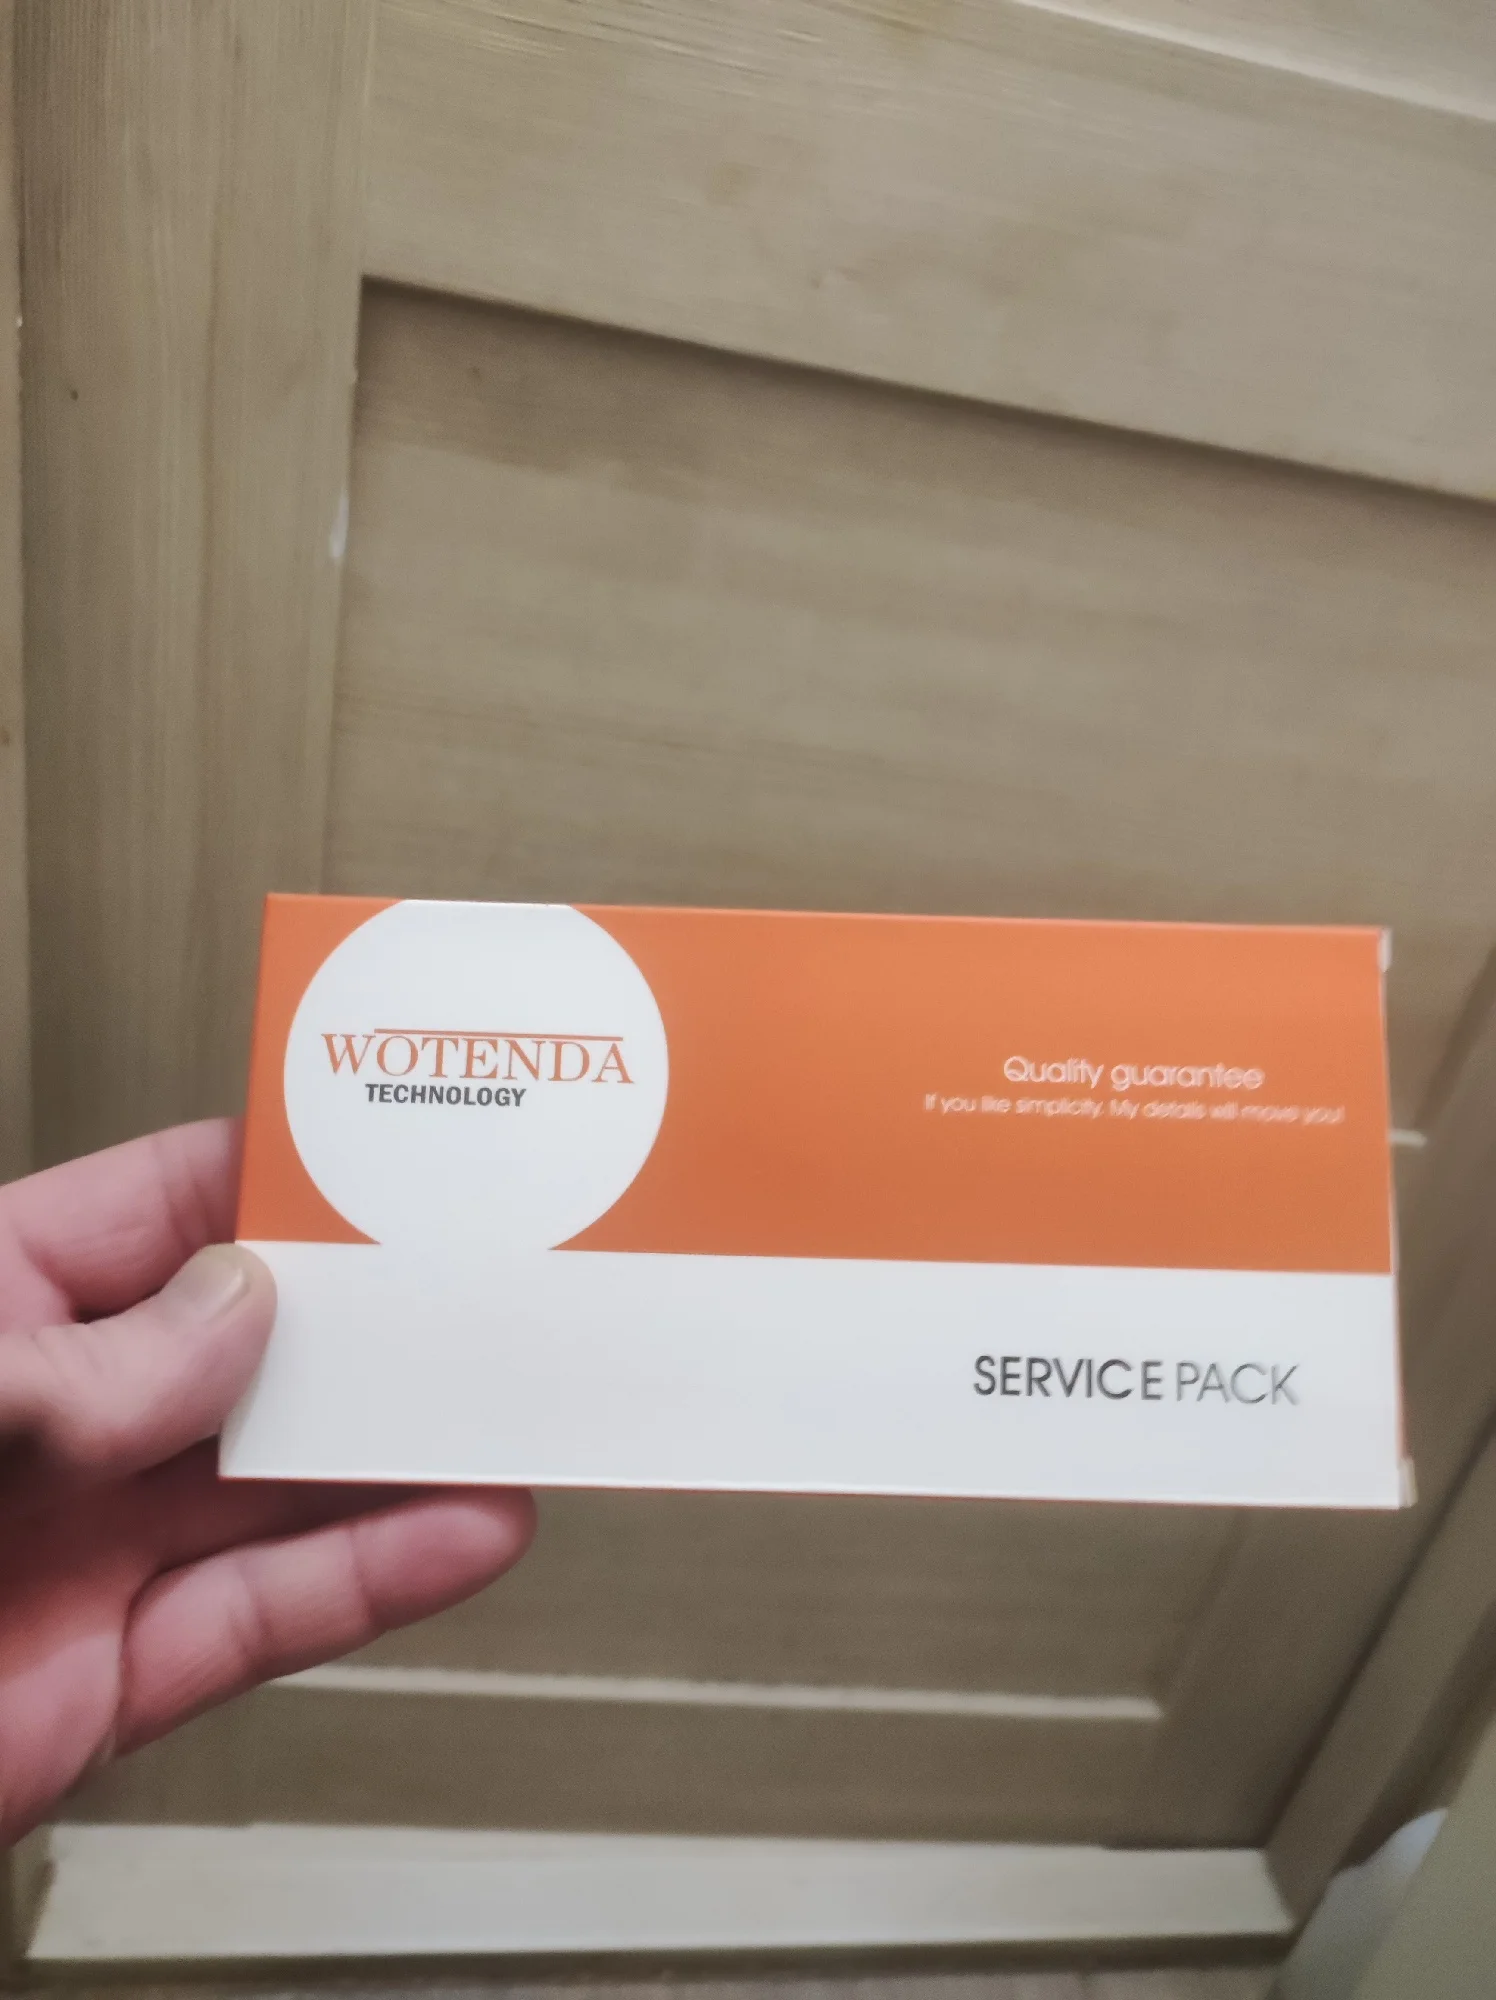 WOTENDA
TECHNOLOGY
Quality guarantee
If you like simplicity. My details will move you!
SERVICE PACK